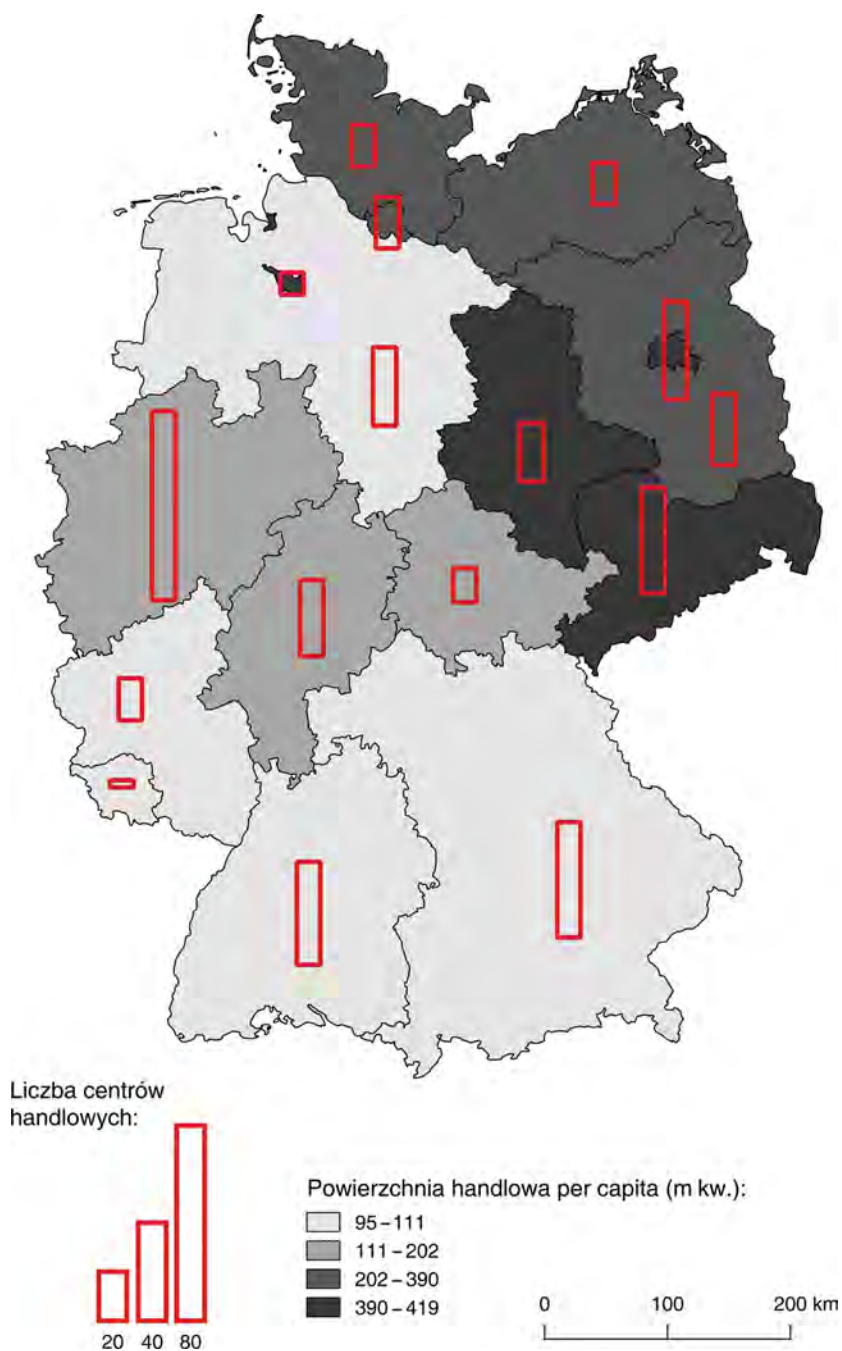 Liczba centrów
handlowych:
20 40 80
Powierzchnia handlowa per capita (m kw.):
95 – 111
111 – 202
202 – 390
390 – 419
0 100 200 km